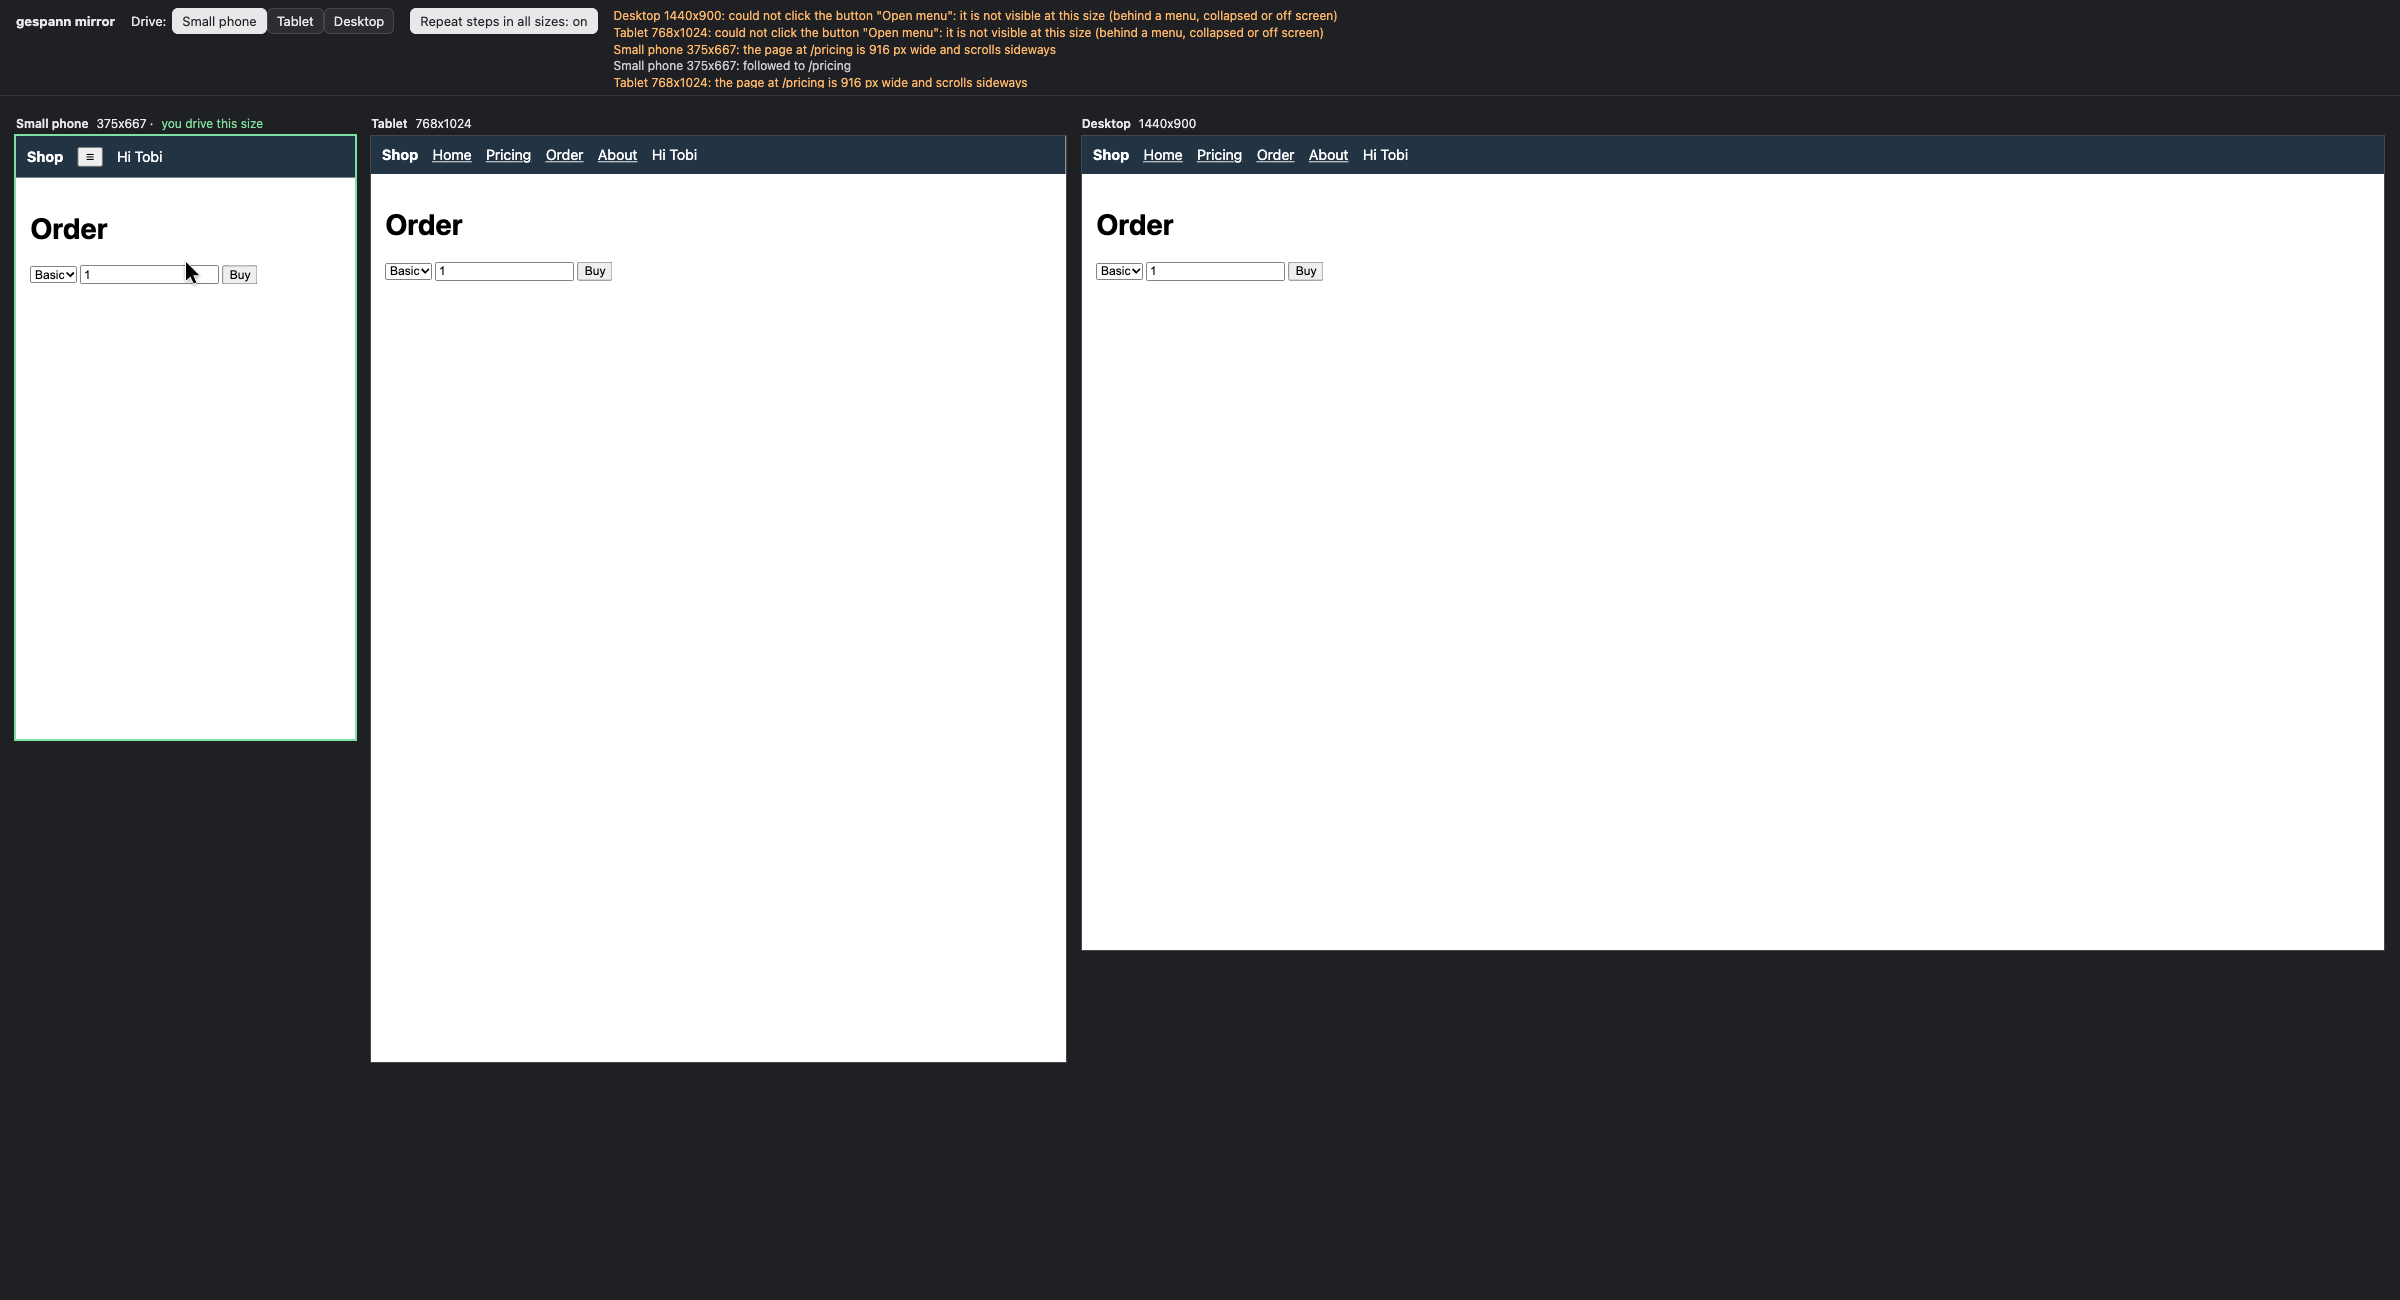 gespann mirror Drive: Small phone Tablet Desktop Repeat steps in all sizes: on
Desktop 1440x900: could not click the button "Open menu": it is not visible at this size (behind a menu, collapsed or off screen)
Tablet 768x1024: could not click the button "Open menu": it is not visible at this size (behind a menu, collapsed or off screen)
Small phone 375x667: the page at /pricing is 916 px wide and scrolls sideways
Small phone 375x667: followed to /pricing
Tablet 768x1024: the page at /pricing is 916 px wide and scrolls sideways
Small phone 375x667 · you drive this size
Shop ≡ Hi Tobi
Order
Basic 1 Buy
Tablet 768x1024
Shop Home Pricing Order About Hi Tobi
Order
Basic 1 Buy
Desktop 1440x900
Shop Home Pricing Order About Hi Tobi
Order
Basic 1 Buy